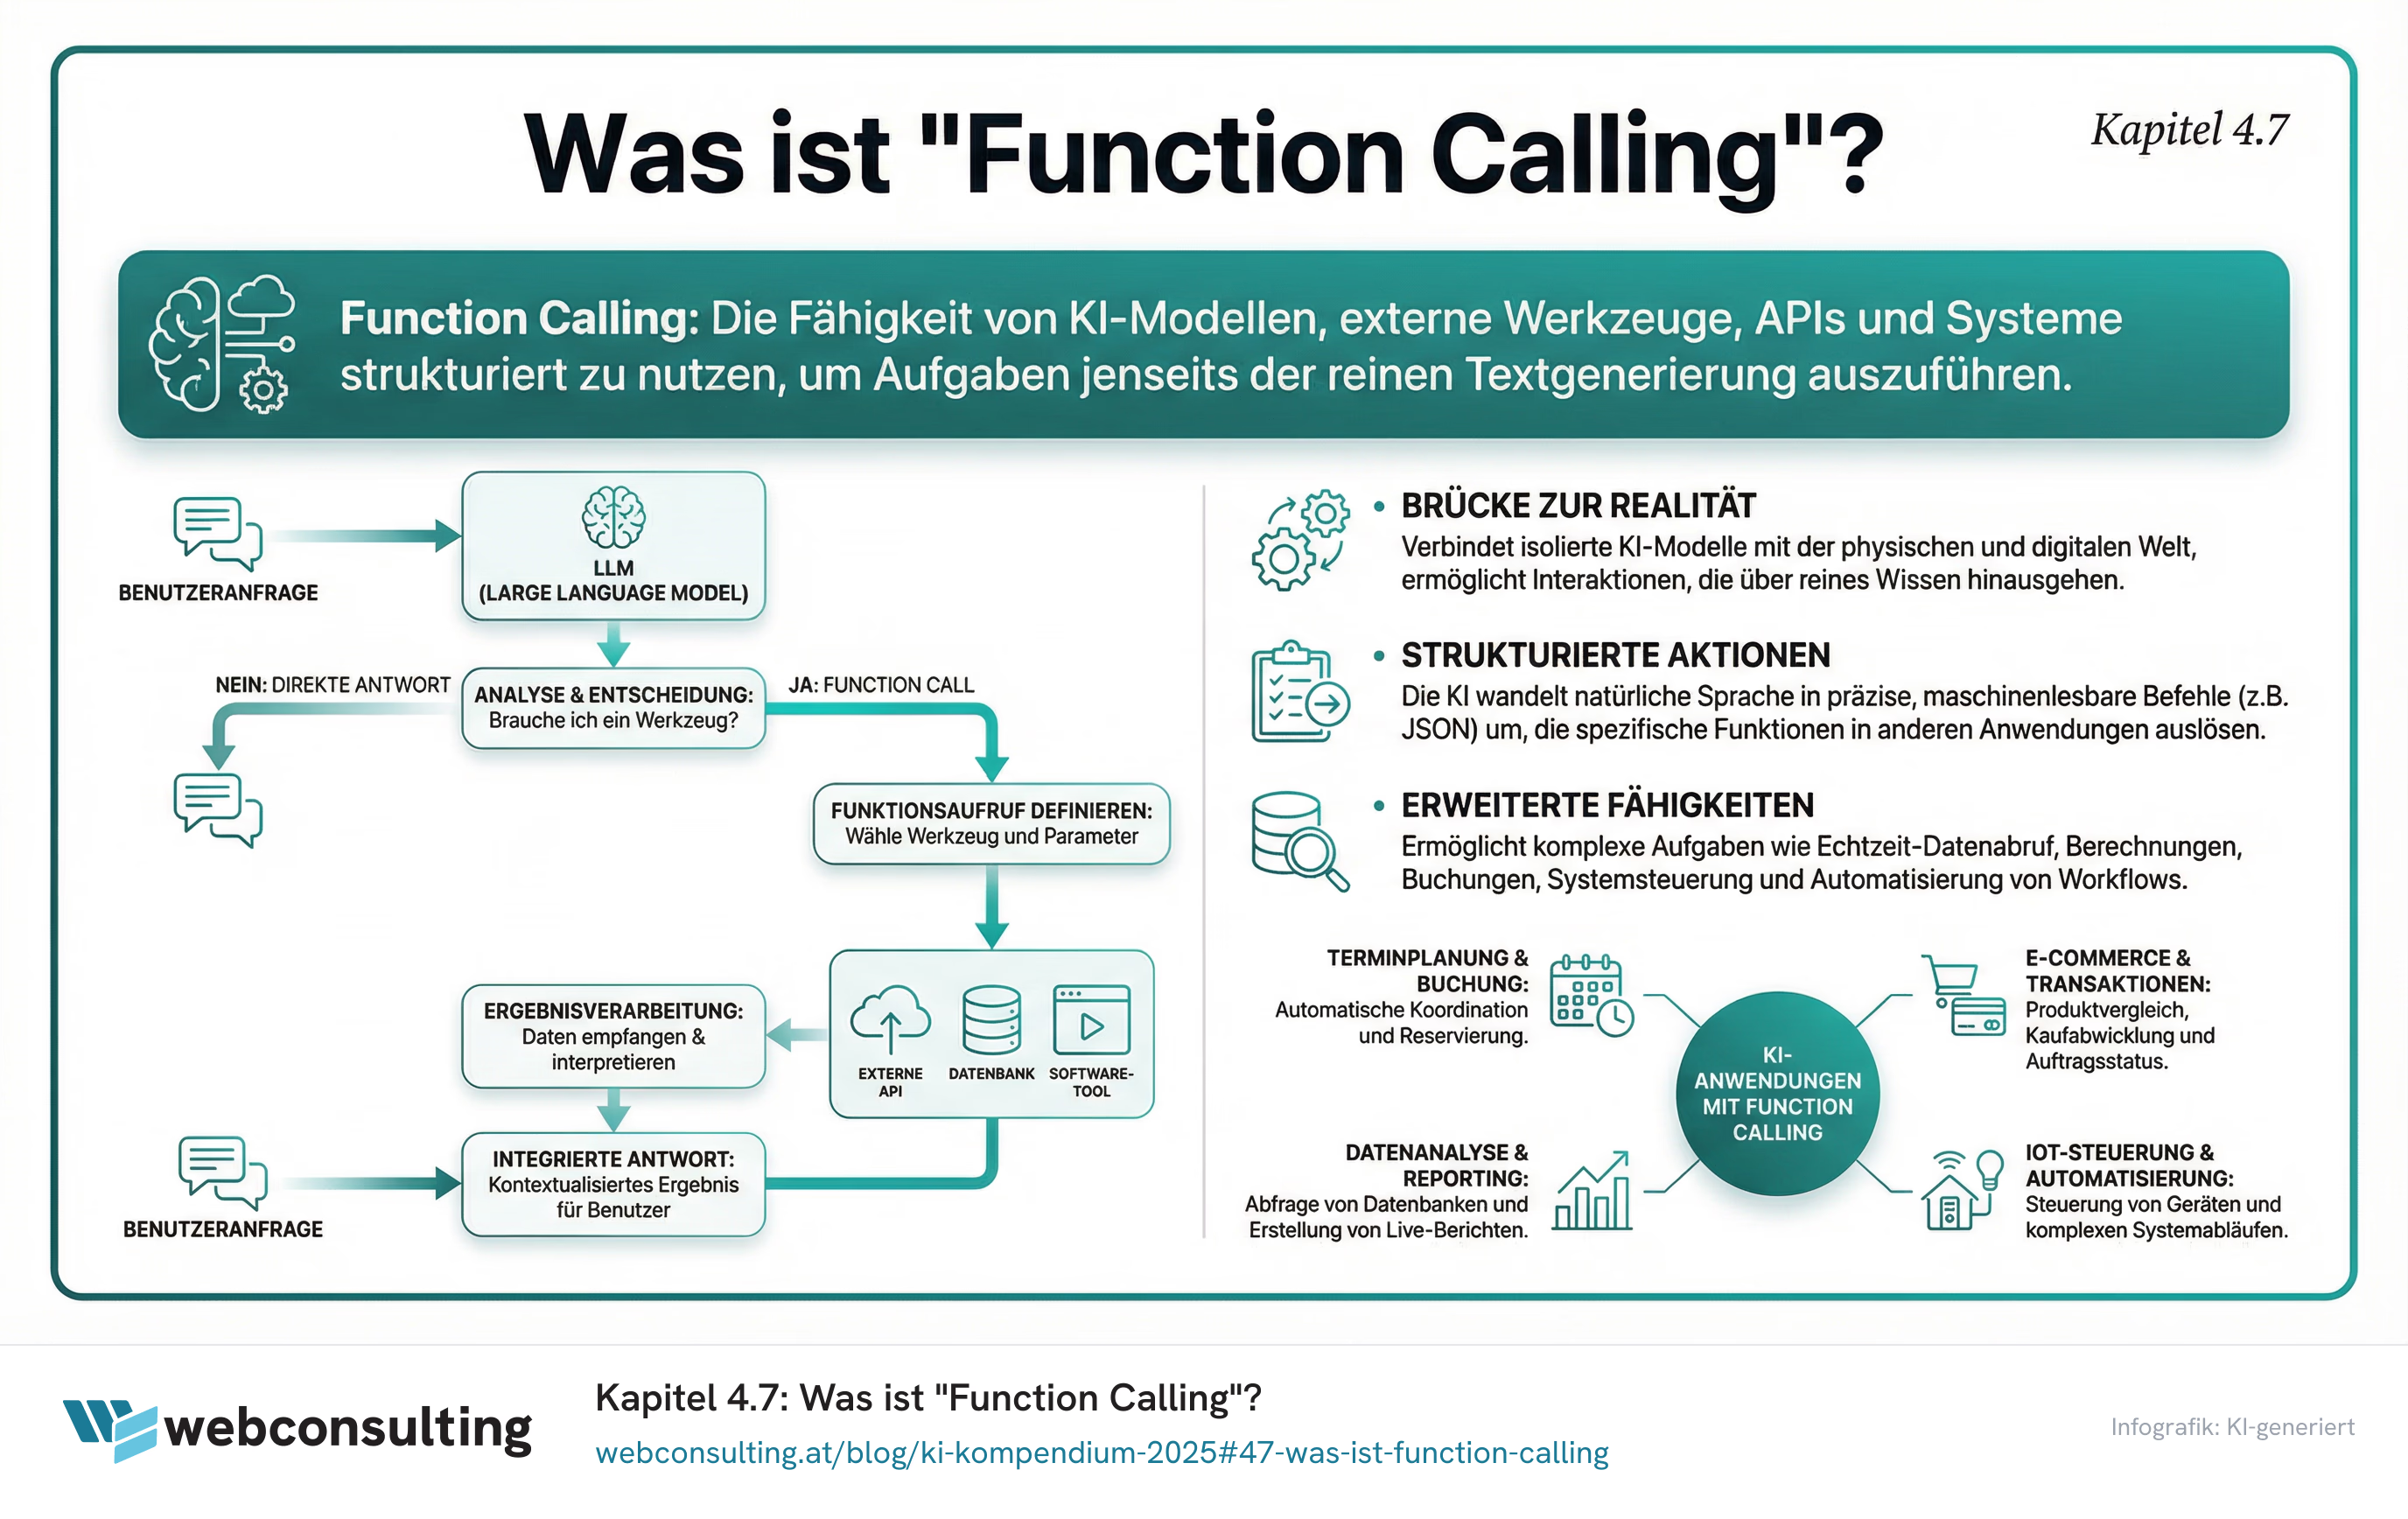 Was ist "Function Calling"?
Kapitel 4.7
Function Calling: Die Fähigkeit von KI-Modellen, externe Werkzeuge, APIs und Systeme
strukturiert zu nutzen, um Aufgaben jenseits der reinen Textgenerierung auszuführen.
BENUTZERANFRAGE
LLM
(LARGE LANGUAGE MODEL)
NEIN: DIREKTE ANTWORT
ANALYSE & ENTSCHEIDUNG:
Brauche ich ein Werkzeug?
JA: FUNCTION CALL
FUNKTIONSAUFRUF DEFINIEREN:
Wähle Werkzeug und Parameter
EXTERNE
API
DATENBANK
SOFTWARE-
TOOL
ERGEBNISVERARBEITUNG:
Daten empfangen &
interpretieren
BENUTZERANFRAGE
INTEGRIERTE ANTWORT:
Kontextualisiertes Ergebnis
für Benutzer
• BRÜCKE ZUR REALITÄT
Verbindet isolierte KI-Modelle mit der physischen und digitalen Welt,
ermöglicht Interaktionen, die über reines Wissen hinausgehen.
• STRUKTURIERTE AKTIONEN
Die KI wandelt natürliche Sprache in präzise, maschinenlesbare Befehle (z.B.
JSON) um, die spezifische Funktionen in anderen Anwendungen auslösen.
• ERWEITERTE FÄHIGKEITEN
Ermöglicht komplexe Aufgaben wie Echtzeit-Datenabruf, Berechnungen,
Buchungen, Systemsteuerung und Automatisierung von Workflows.
TERMINPLANUNG &
BUCHUNG:
Automatische Koordination
und Reservierung.
E-COMMERCE &
TRANSAKTIONEN:
Produktvergleich,
Kaufabwicklung und
Auftragsstatus.
KI-
ANWENDUNGEN
MIT FUNCTION
CALLING
DATENANALYSE &
REPORTING:
Abfrage von Datenbanken und
Erstellung von Live-Berichten.
IOT-STEUERUNG &
AUTOMATISIERUNG:
Steuerung von Geräten und
komplexen Systemabläufen.
webconsulting
Kapitel 4.7: Was ist "Function Calling"?
webconsulting.at/blog/ki-kompendium-2025#47-was-ist-function-calling
Infografik: KI-generiert